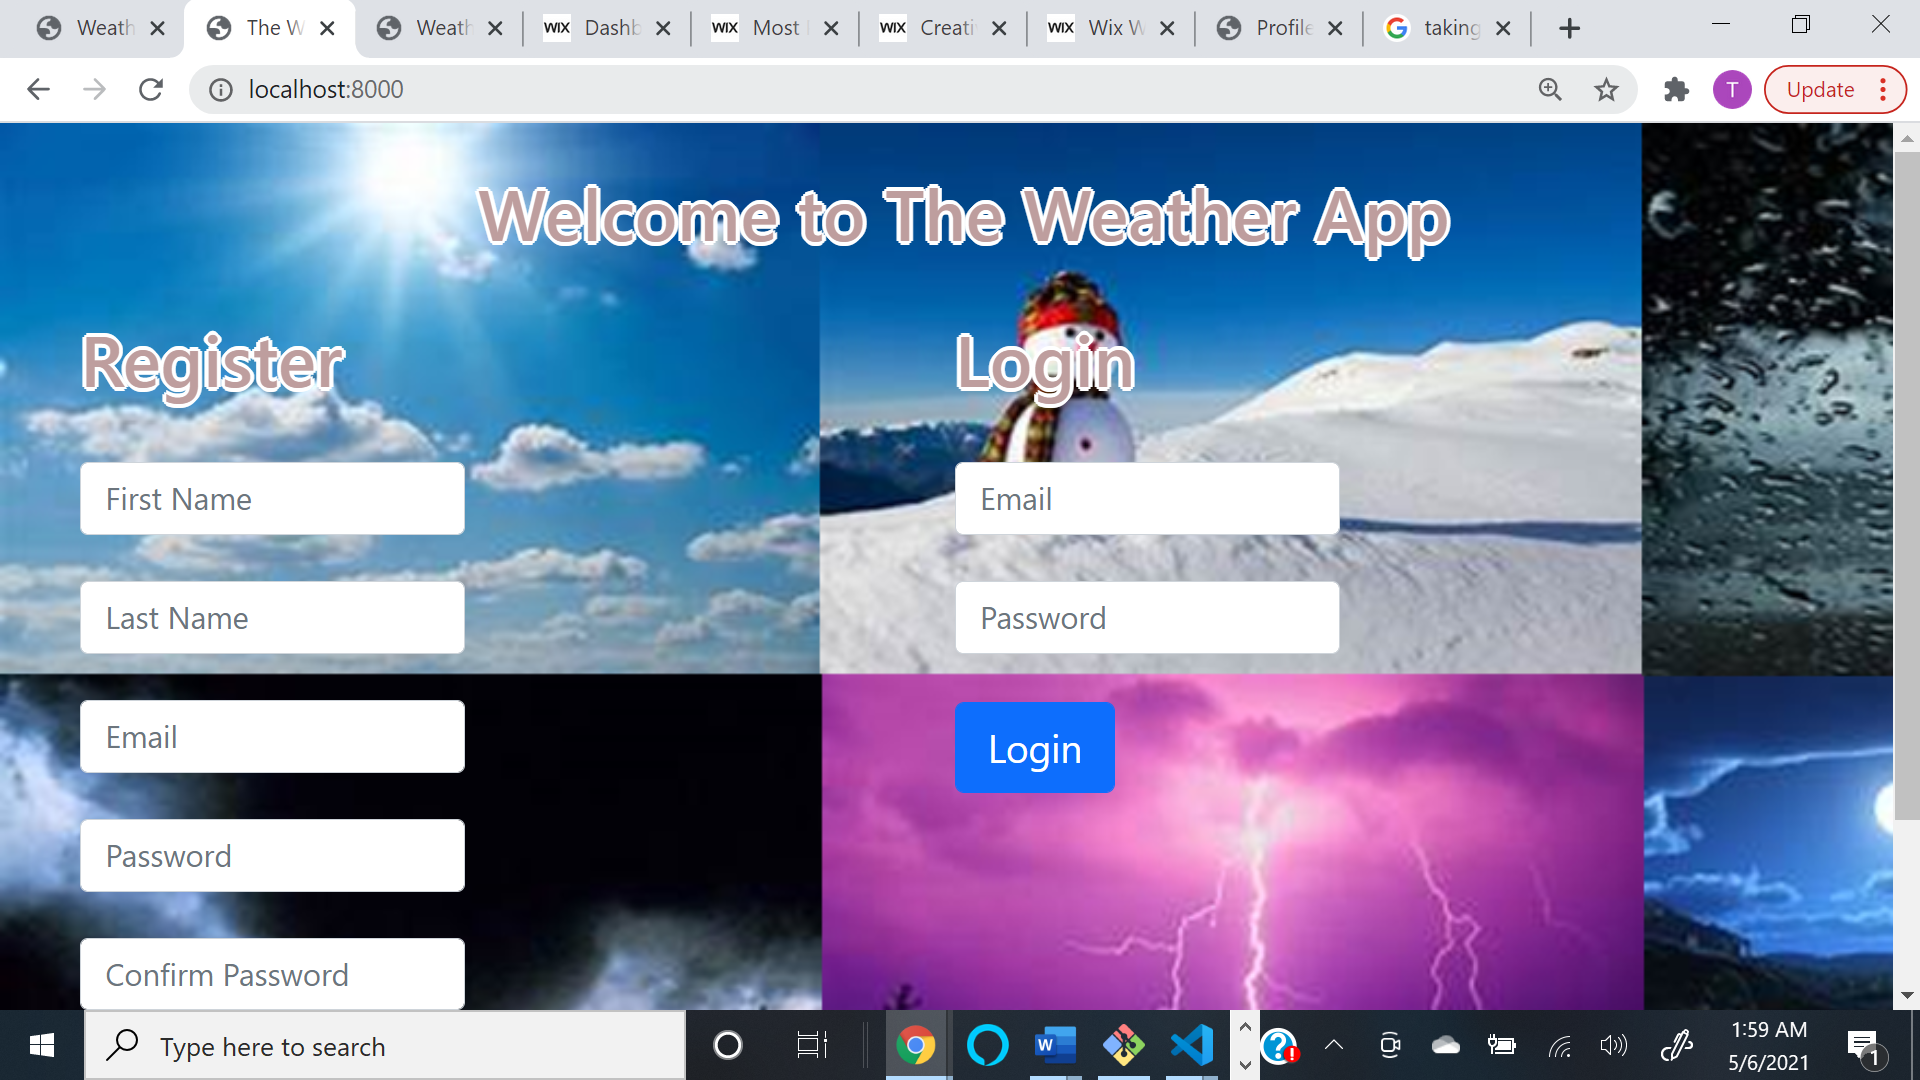 Weath
The W
Weath
WIX Dashb
WIX Most
WIX Creati
WIX Wix W
Profile
G taking
localhost:8000
T
Update
Welcome to The Weather App
Register
Login
First Name
Email
Last Name
Password
Email
Login
Password
Confirm Password
Type here to search
W
?
!
1:59 AM
5/6/2021
1